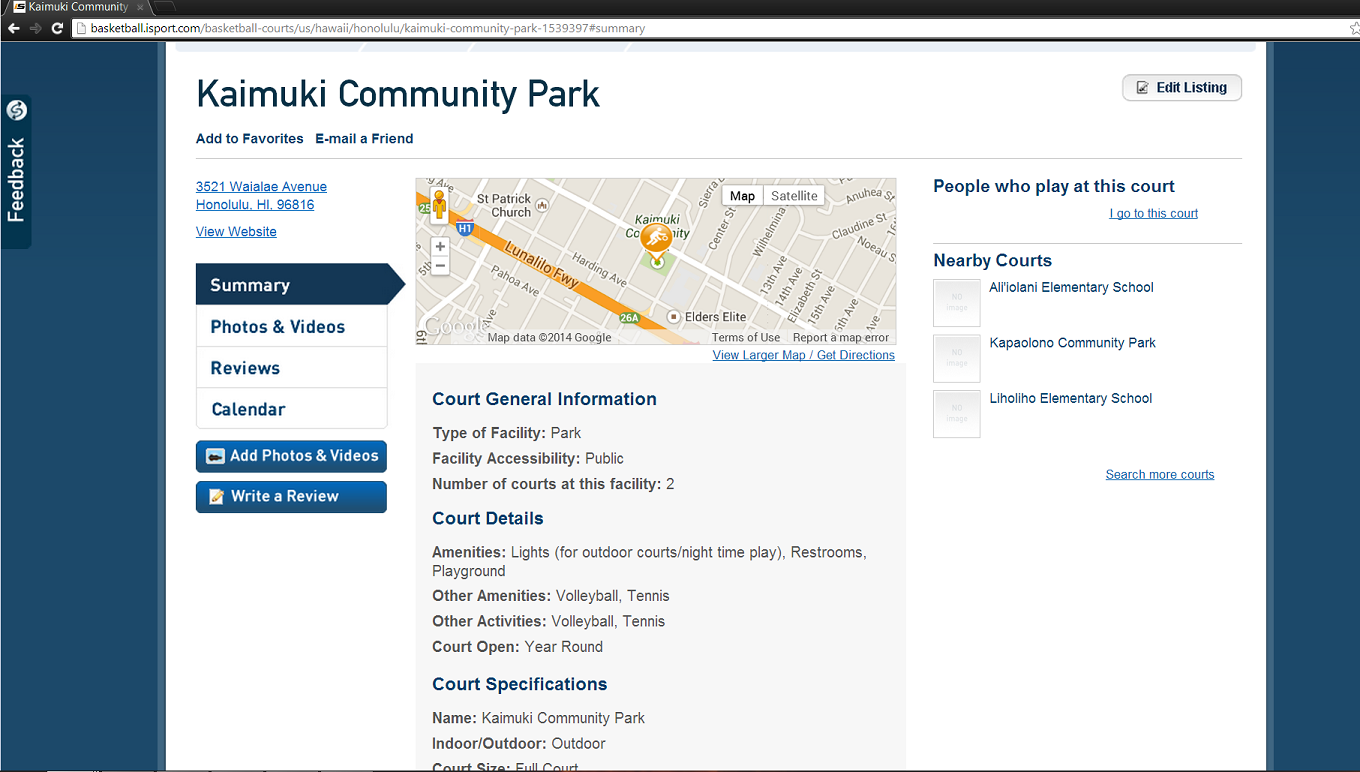 Kaimuki Community
basketball.isport.com/basketball-courts/us/hawaii/honolulu/kaimuki-community-park-1539397#summary
Feedback
Kaimuki Community Park
Edit Listing
Add to Favorites E-mail a Friend
3521 Waialae Avenue
Honolulu, HI, 96816
View Website
Summary
Photos & Videos
Reviews
Calendar
Add Photos & Videos
Write a Review
St Patrick
Church
H1
Lunalilo Fwy
Harding Ave
Pahoa Ave
Kaimuki
Center St
Wilhelmina
Claudine St
Noeau St
Anuhea St
13th Ave
14th Ave
Elizabeth St
15th Ave
26A
Elders Elite
Map Satellite
+
−
Google
Map data ©2014 Google
Terms of Use
Report a map error
View Larger Map / Get Directions
Court General Information
Type of Facility: Park
Facility Accessibility: Public
Number of courts at this facility: 2
Court Details
Amenities: Lights (for outdoor courts/night time play), Restrooms,
Playground
Other Amenities: Volleyball, Tennis
Other Activities: Volleyball, Tennis
Court Open: Year Round
Court Specifications
Name: Kaimuki Community Park
Indoor/Outdoor: Outdoor
Court Size: Full Court
People who play at this court
I go to this court
Nearby Courts
NO
image
Ali'iolani Elementary School
NO
image
Kapaolono Community Park
NO
image
Liholiho Elementary School
Search more courts